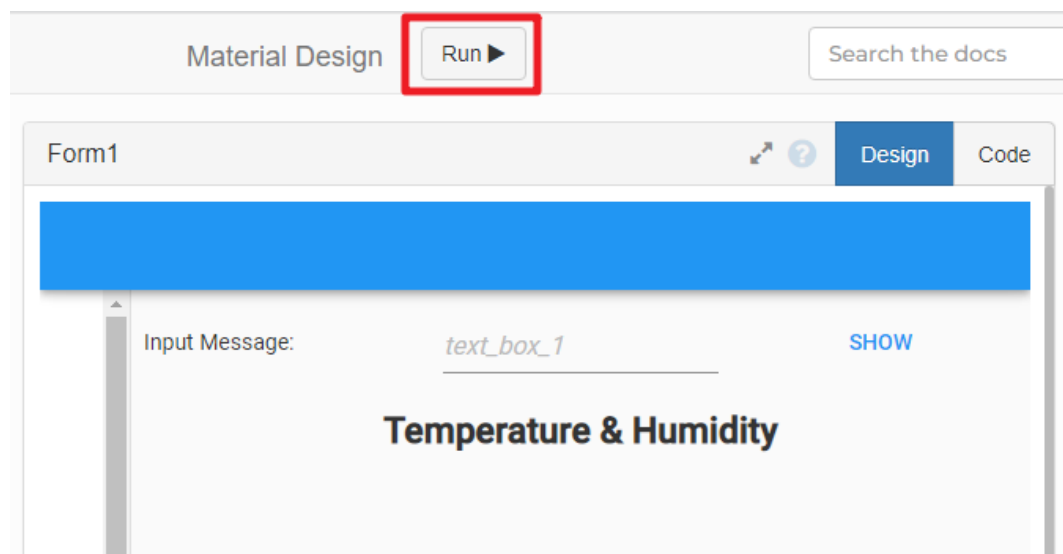 Material Design Run Search the docs
Form1 Design Code
Input Message: text_box_1 SHOW
Temperature & Humidity